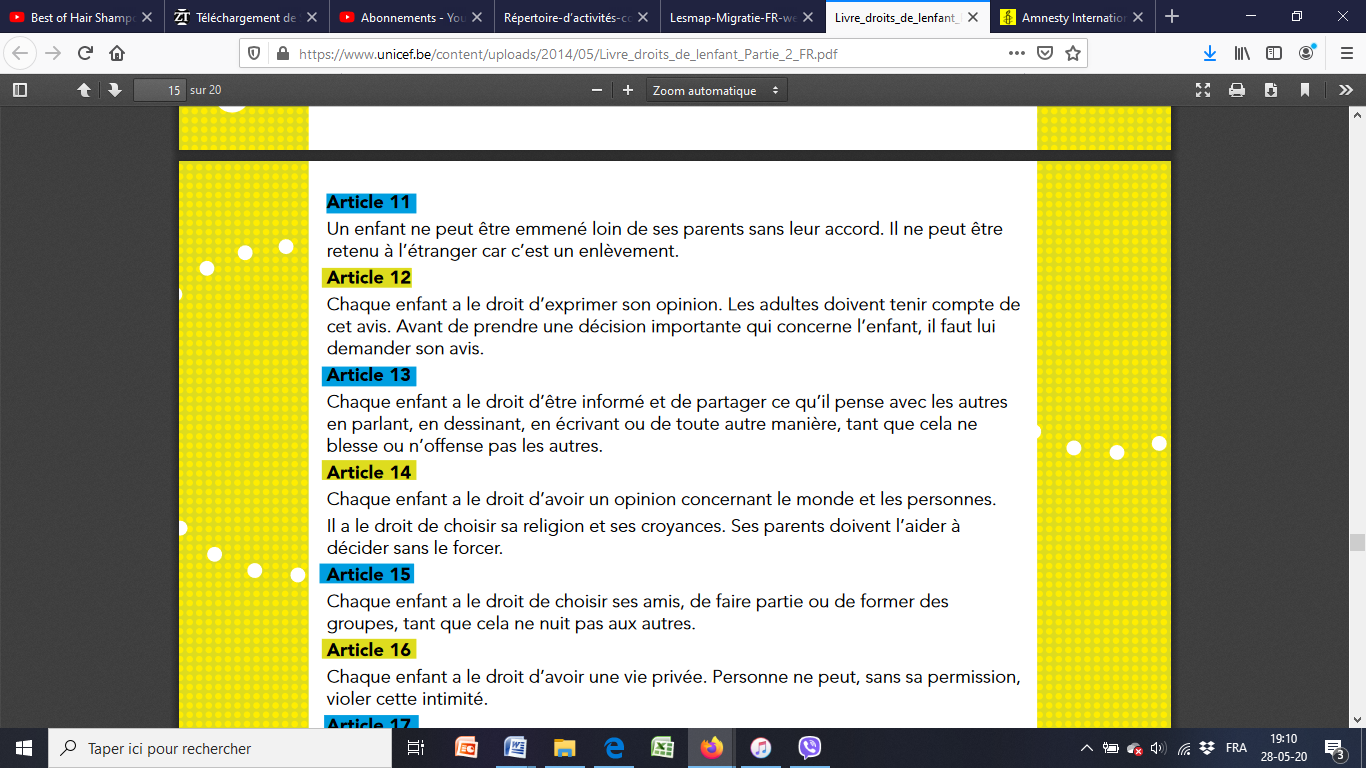 Best of Hair Shampo
Téléchargement de
Abonnements - You
Répertoire-d'activités-co
Lesmap-Migratie-FR-we
Livre_droits_de_lenfant_
Amnesty Internation
https://www.unicef.be/content/uploads/2014/05/Livre_droits_de_lenfant_Partie_2_FR.pdf
15 sur 20
Zoom automatique
Article 11
Un enfant ne peut être emmené loin de ses parents sans leur accord. Il ne peut être
retenu à l'étranger car c'est un enlèvement.
Article 12
Chaque enfant a le droit d'exprimer son opinion. Les adultes doivent tenir compte de
cet avis. Avant de prendre une décision importante qui concerne l'enfant, il faut lui
demander son avis.
Article 13
Chaque enfant a le droit d'être informé et de partager ce qu'il pense avec les autres
en parlant, en dessinant, en écrivant ou de toute autre manière, tant que cela ne
blesse ou n'offense pas les autres.
Article 14
Chaque enfant a le droit d'avoir un opinion concernant le monde et les personnes.
Il a le droit de choisir sa religion et ses croyances. Ses parents doivent l'aider à
décider sans le forcer.
Article 15
Chaque enfant a le droit de choisir ses amis, de faire partie ou de former des
groupes, tant que cela ne nuit pas aux autres.
Article 16
Chaque enfant a le droit d'avoir une vie privée. Personne ne peut, sans sa permission,
violer cette intimité.
Article 17
Taper ici pour rechercher
FRA
19:10
28-05-20
3